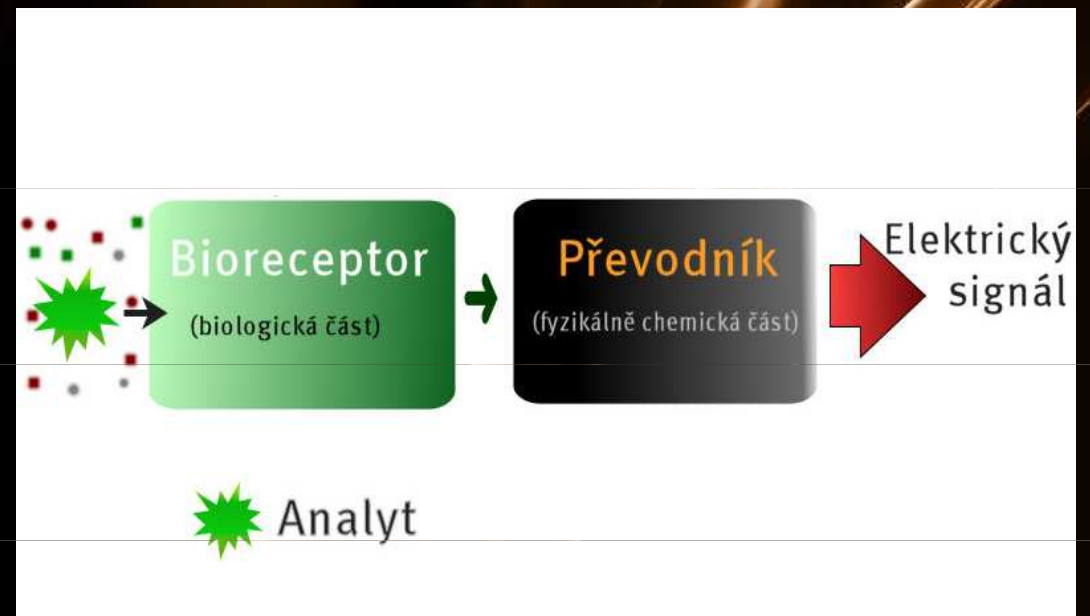 Bioreceptor
(biologická část)
Převodník
(fyzikálně chemická část)
Elektrický
signál
Analyt